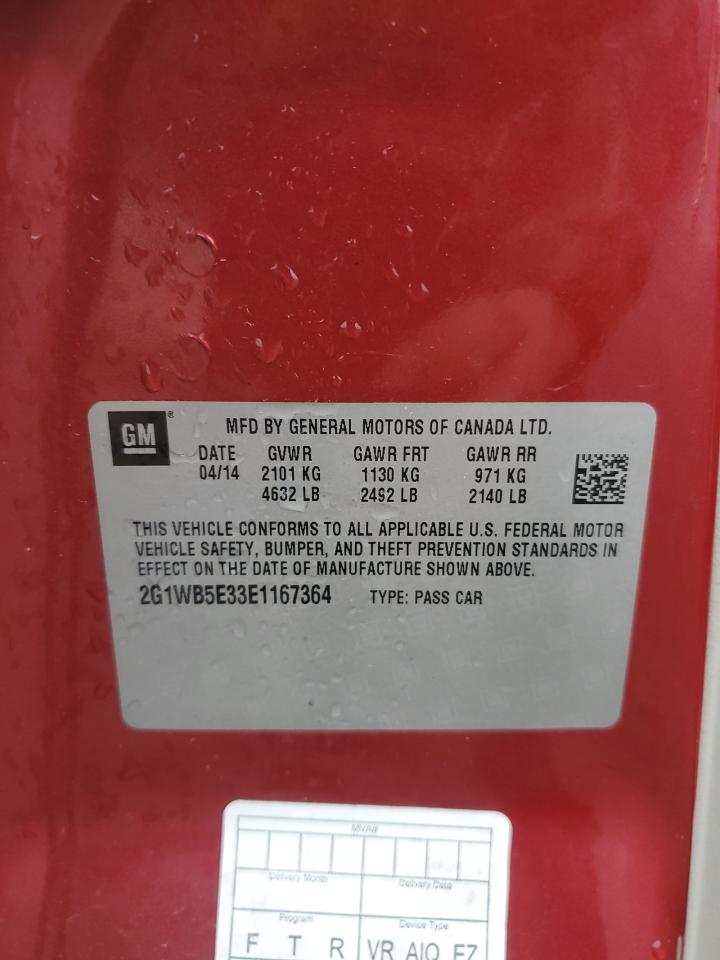 GM ®
MFD BY GENERAL MOTORS OF CANADA LTD.
DATE GVWR GAWR FRT GAWR RR
04/14 2101 KG 1130 KG 971 KG
4632 LB 2492 LB 2140 LB
THIS VEHICLE CONFORMS TO ALL APPLICABLE U.S. FEDERAL MOTOR
VEHICLE SAFETY, BUMPER, AND THEFT PREVENTION STANDARDS IN
EFFECT ON THE DATE OF MANUFACTURE SHOWN ABOVE.
2G1WB5E33E1167364 TYPE: PASS CAR
MVA#
Delivery Month Delivery Date
Program Device Type
F T R VR AIO EZ